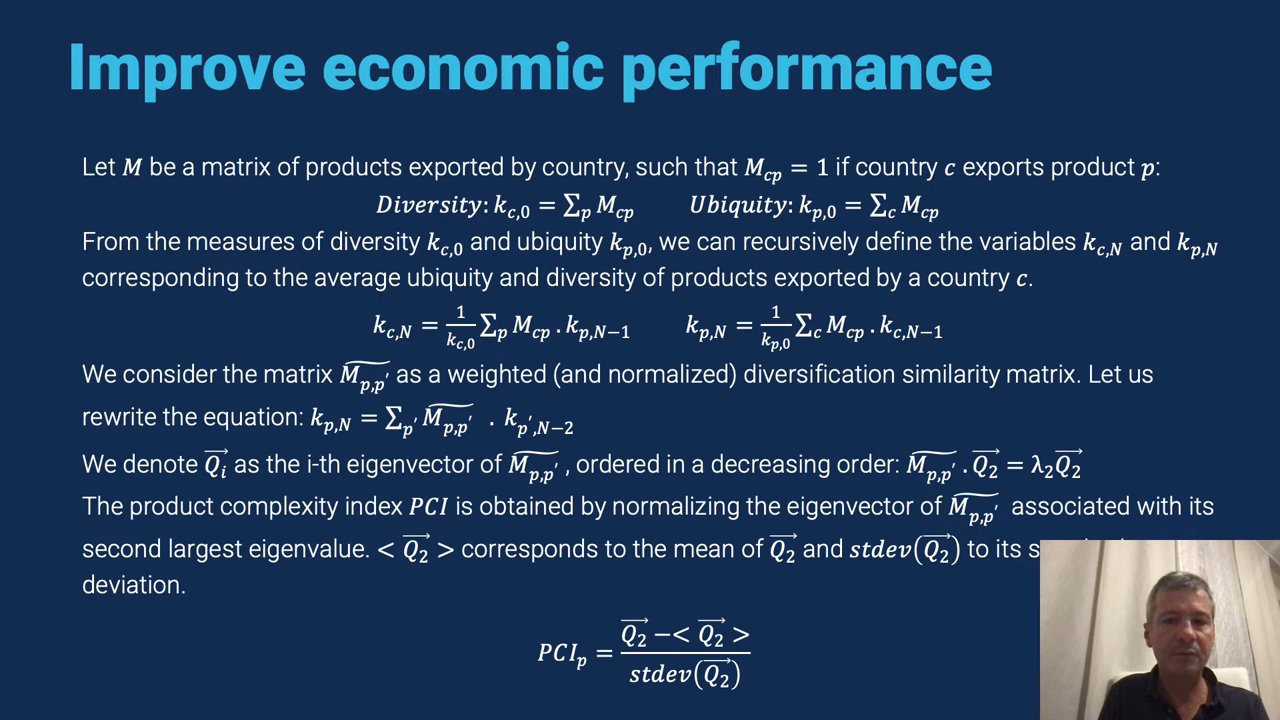 Improve economic performance
Let M be a matrix of products exported by country, such that M_cp = 1 if country c exports product p:
Diversity: k_c,0 = ∑_p M_cp Ubiquity: k_p,0 = ∑_c M_cp
From the measures of diversity k_c,0 and ubiquity k_p,0, we can recursively define the variables k_c,N and k_p,N
corresponding to the average ubiquity and diversity of products exported by a country c.
k_c,N = 1/k_c,0 ∑_p M_cp . k_p,N−1 k_p,N = 1/k_p,0 ∑_c M_cp . k_c,N−1
We consider the matrix M̃_p,p′ as a weighted (and normalized) diversification similarity matrix. Let us
rewrite the equation: k_p,N = ∑_p′ M̃_p,p′ . k_p′,N−2
We denote Q⃗_i as the i-th eigenvector of M̃_p,p′ , ordered in a decreasing order: M̃_p,p′ . Q⃗_2 = λ_2 Q⃗_2
The product complexity index PCI is obtained by normalizing the eigenvector of M̃_p,p′ associated with its
second largest eigenvalue. < Q⃗_2 > corresponds to the mean of Q⃗_2 and stdev(Q⃗_2) to its
deviation.
PCI_p = (Q⃗_2 −< Q⃗_2 >) / stdev(Q⃗_2)